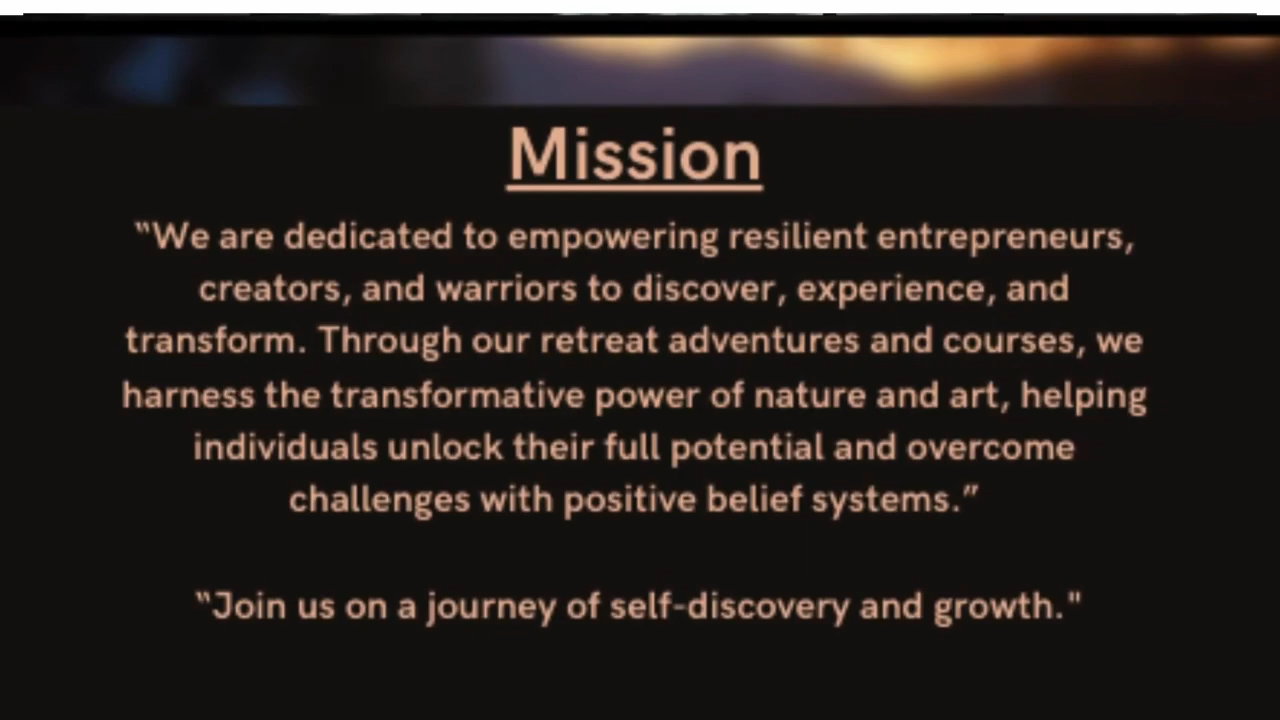 Mission
“We are dedicated to empowering resilient entrepreneurs,
creators, and warriors to discover, experience, and
transform. Through our retreat adventures and courses, we
harness the transformative power of nature and art, helping
individuals unlock their full potential and overcome
challenges with positive belief systems.”
“Join us on a journey of self-discovery and growth."